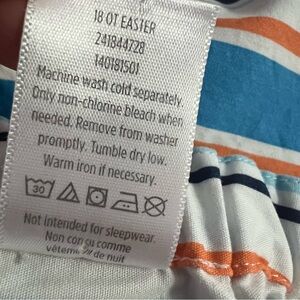 18 OT EASTER
241844728
140181501
Machine wash cold separately.
Only non-chlorine bleach when
needed. Remove from washer
promptly. Tumble dry low.
Warm iron if necessary.
30
Not intended for sleepwear.
Non conçu comme
vêtement de nuit